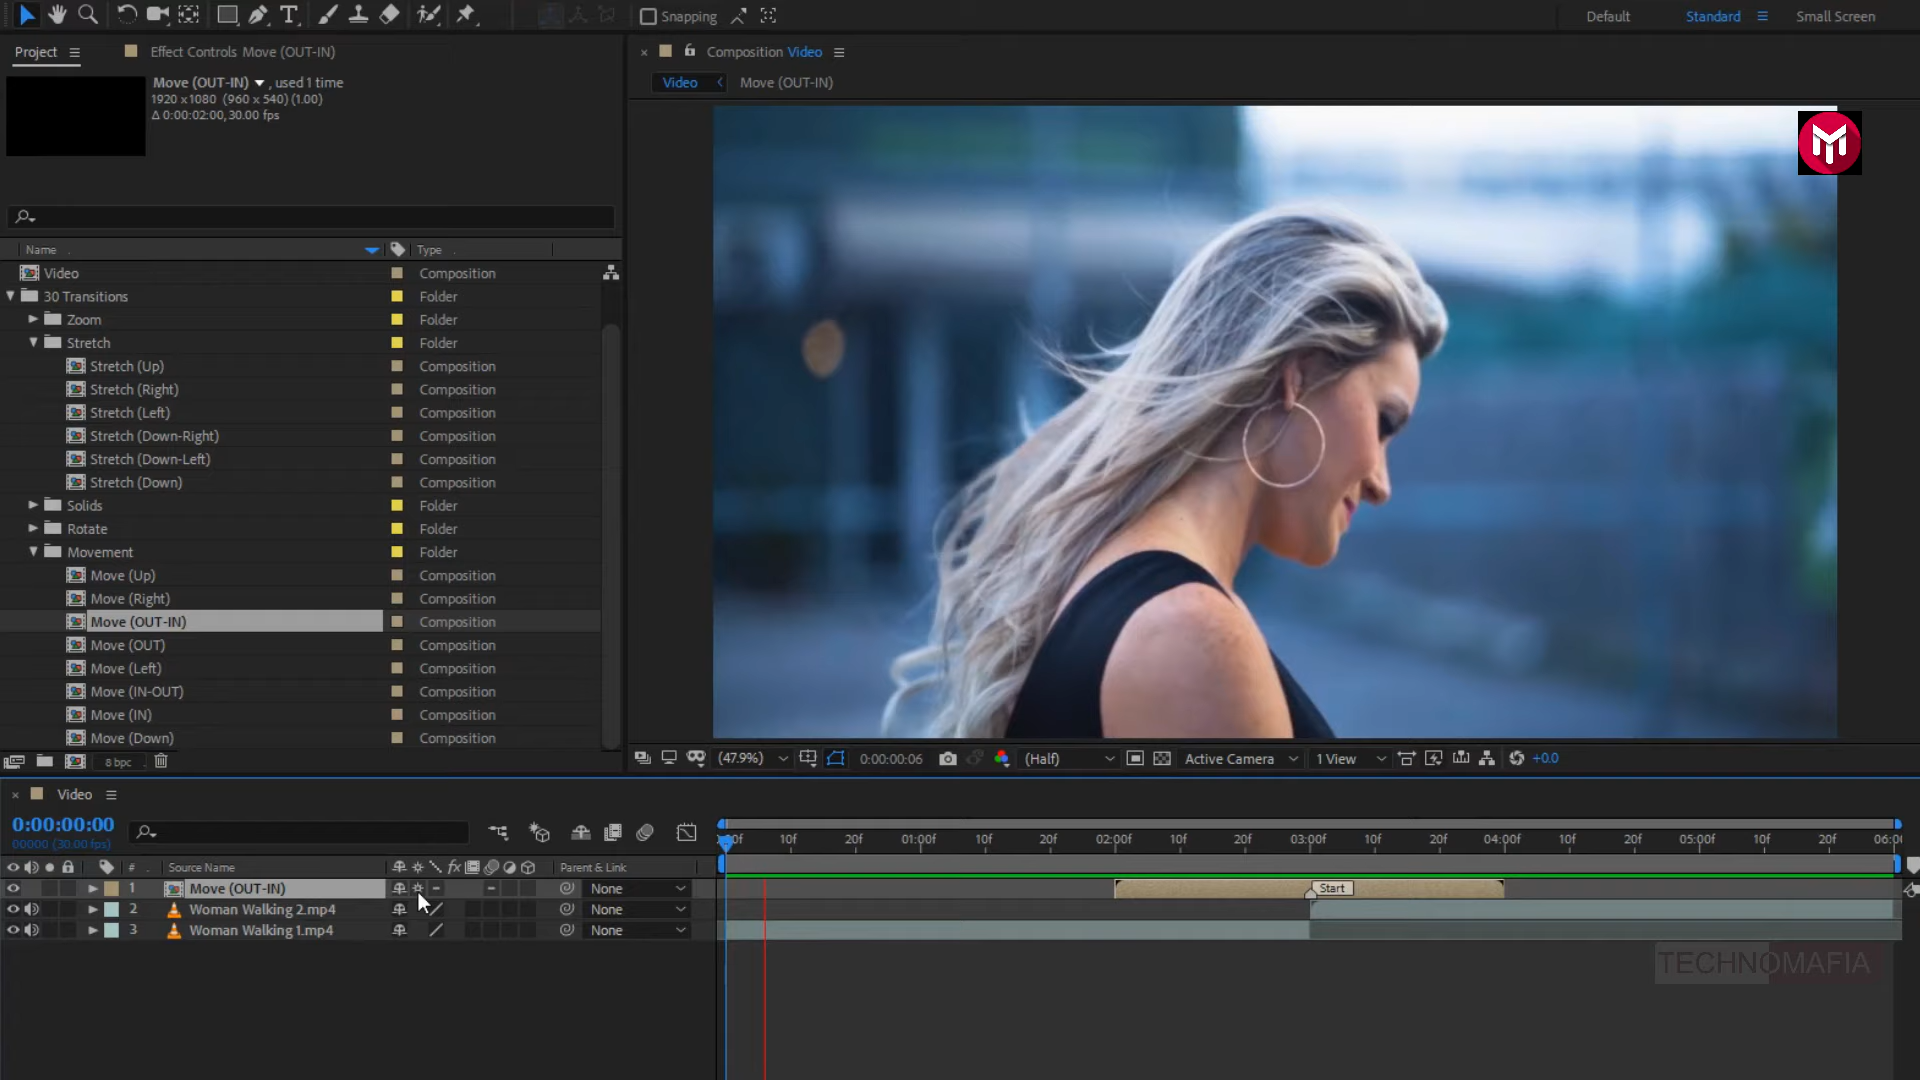 Snapping
Default
Standard
Small Screen
Project
Effect Controls Move (OUT-IN)
Composition Video
Video
Move (OUT-IN)
Move (OUT-IN) , used 1 time
1920 x1080 (960 x 540) (1.00)
Δ 0:00:02:00, 30.00 fps
Name
Type
Video Composition
30 Transitions Folder
Zoom Folder
Stretch Folder
Stretch (Up) Composition
Stretch (Right) Composition
Stretch (Left) Composition
Stretch (Down-Right) Composition
Stretch (Down-Left) Composition
Stretch (Down) Composition
Solids Folder
Rotate Folder
Movement Folder
Move (Up) Composition
Move (Right) Composition
Move (OUT-IN) Composition
Move (OUT) Composition
Move (Left) Composition
Move (IN-OUT) Composition
Move (IN) Composition
Move (Down) Composition
8 bpc
(47.9%) 0:00:00:06 (Half) Active Camera 1 View +0.0
Video
0:00:00:00
00000 (30.00 fps)
:00f 10f 20f 01:00f 10f 20f 02:00f 10f 20f 03:00f 10f 20f 04:00f 10f 20f 05:00f 10f 20f 06:00
# Source Name fx Parent & Link
1 Move (OUT-IN) None Start
2 Woman Walking 2.mp4 None
3 Woman Walking 1.mp4 None
TECHNOMAFIA